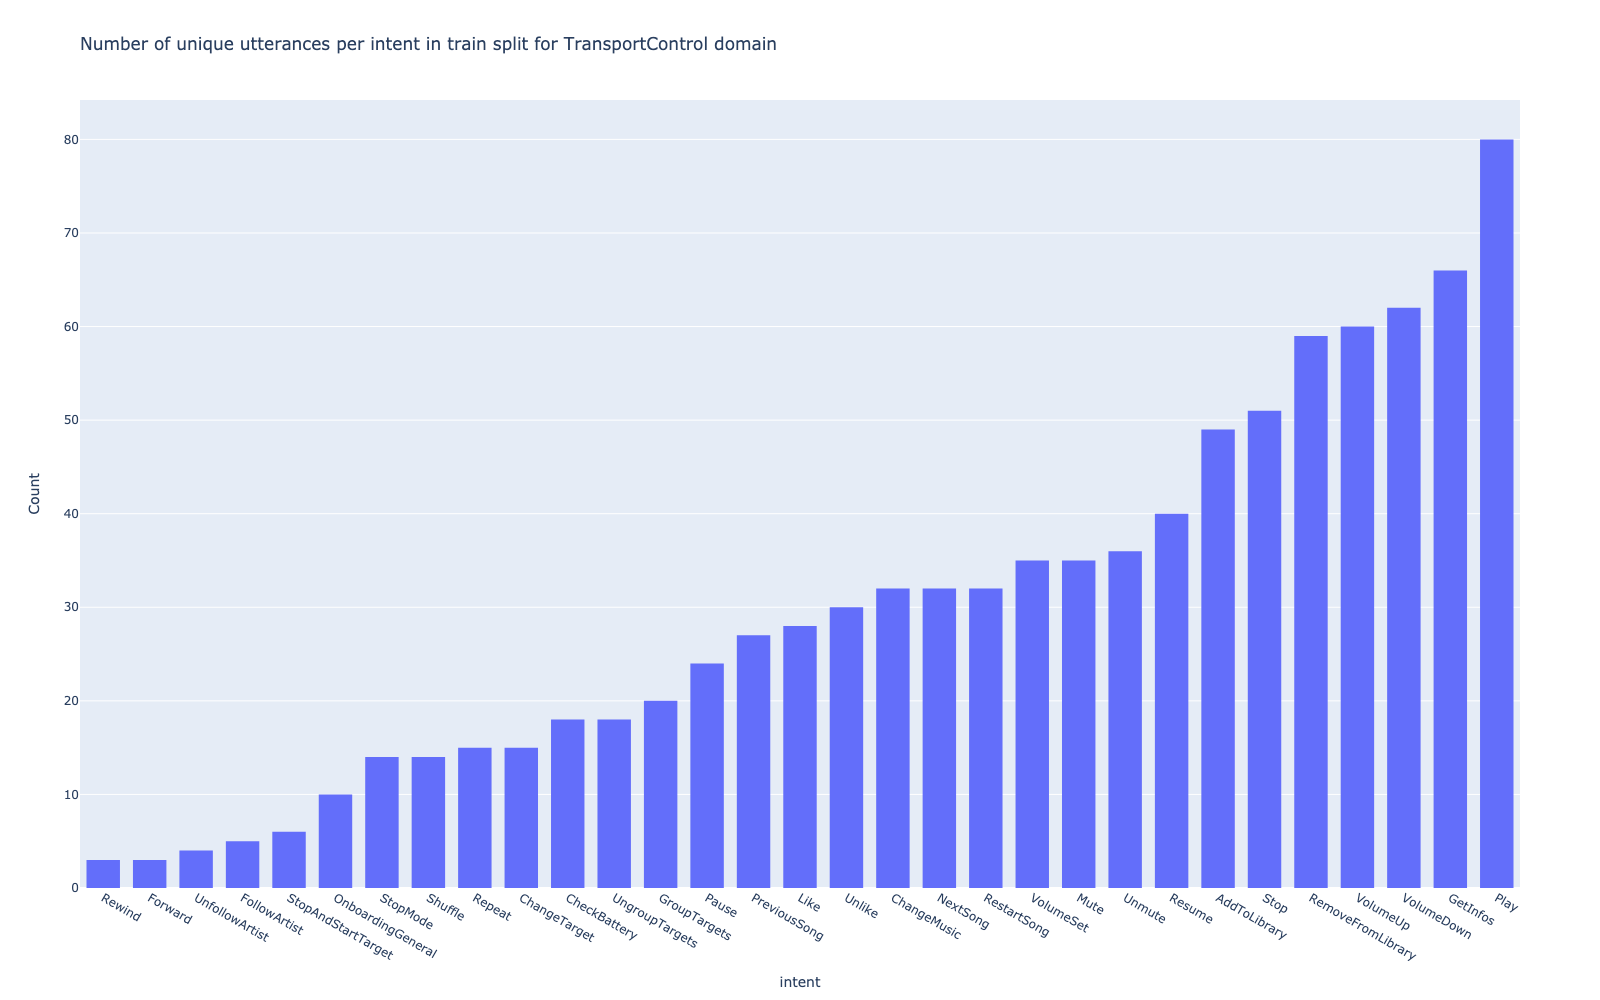 Number of unique utterances per intent in train split for TransportControl domain
80
70
60
50
40
30
20
10
0
Count
Rewind
Forward
UnfollowArtist
FollowArtist
StopAndStartTarget
OnboardingGeneral
StopMode
Shuffle
Repeat
ChangeTarget
CheckBattery
UngroupTargets
GroupTargets
Pause
PreviousSong
Like
Unlike
ChangeMusic
NextSong
RestartSong
VolumeSet
Mute
Unmute
Resume
AddToLibrary
Stop
RemoveFromLibrary
VolumeUp
VolumeDown
GetInfos
Play
intent